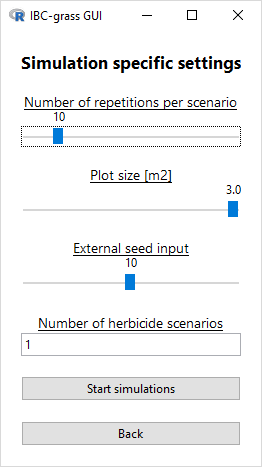 IBC-grass GUI
Simulation specific settings
Number of repetitions per scenario
10
Plot size [m2]
3.0
External seed input
10
Number of herbicide scenarios
1
Start simulations
Back